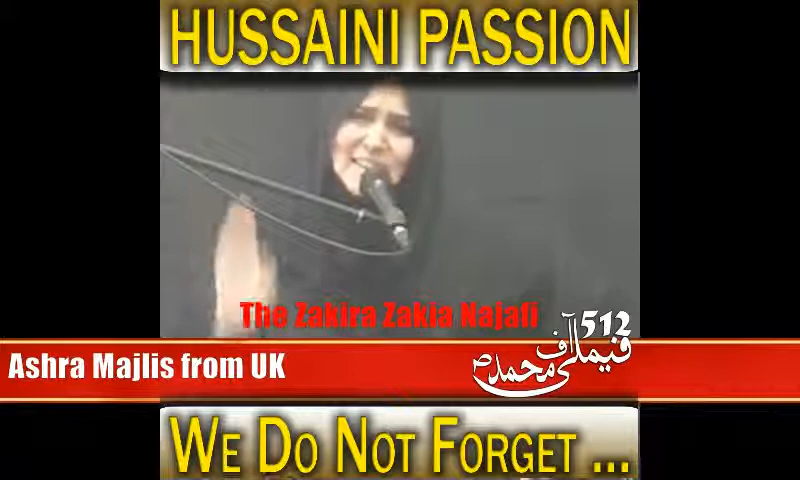 HUSSAINI PASSION
The Zakira Zakia Najafi
512
فیملی آف محمدؐ
Ashra Majlis from UK
WE DO NOT FORGET ...